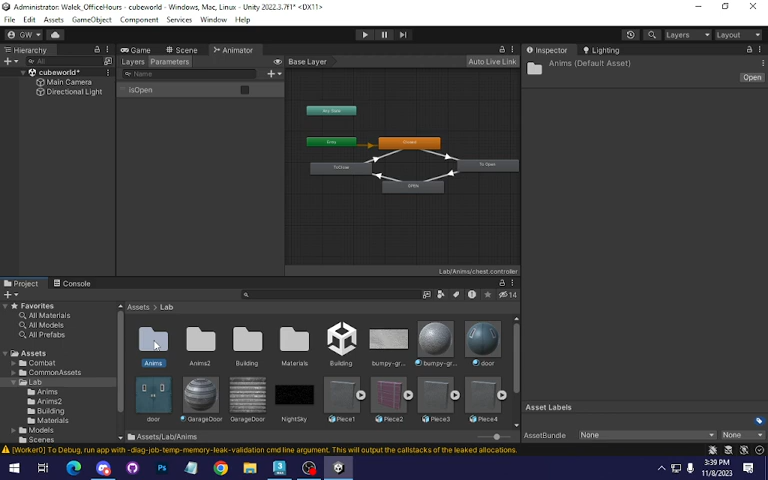 Administrator: Walek_OfficeHours - cubeworld - Windows, Mac, Linux - Unity 2022.3.7f1* <DX11>
File Edit Assets GameObject Component Services Window Help
GW
Layers Layout
Hierarchy
All
cubeworld*
Main Camera
Directional Light
Game Scene Animator
Layers Parameters
Base Layer
Auto Live Link
Name
isOpen
Any State
Entry
Closed
ToClose
To Open
OPEN
Lab/Anims/chest.controller
Inspector Lighting
Anims (Default Asset)
Open
Project Console
14
Favorites
All Materials
All Models
All Prefabs
Assets
Combat
CommonAssets
Lab
Anims
Anims2
Building
Materials
Scenes
Models
Assets > Lab
Anims Anims2 Building Materials bumpy-gr... bumpy-gr... door
door GarageDoor GarageDoor NightSky Piece1 Piece2 Piece3 Piece4
Assets/Lab/Anims
Asset Labels
AssetBundle None None
[Worker0] To Debug, run app with -diag-job-temp-memory-leak-validation cmd line argument. This will output the callstacks of the leaked allocations.
3:39 PM
11/8/2023